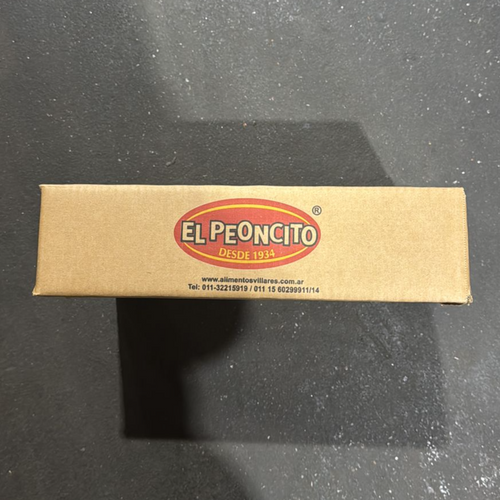 ®
EL PEONCITO
DESDE 1934
www.alimentosvillares.com.ar
Tel: 011-32215919 / 011 15 60299911/14